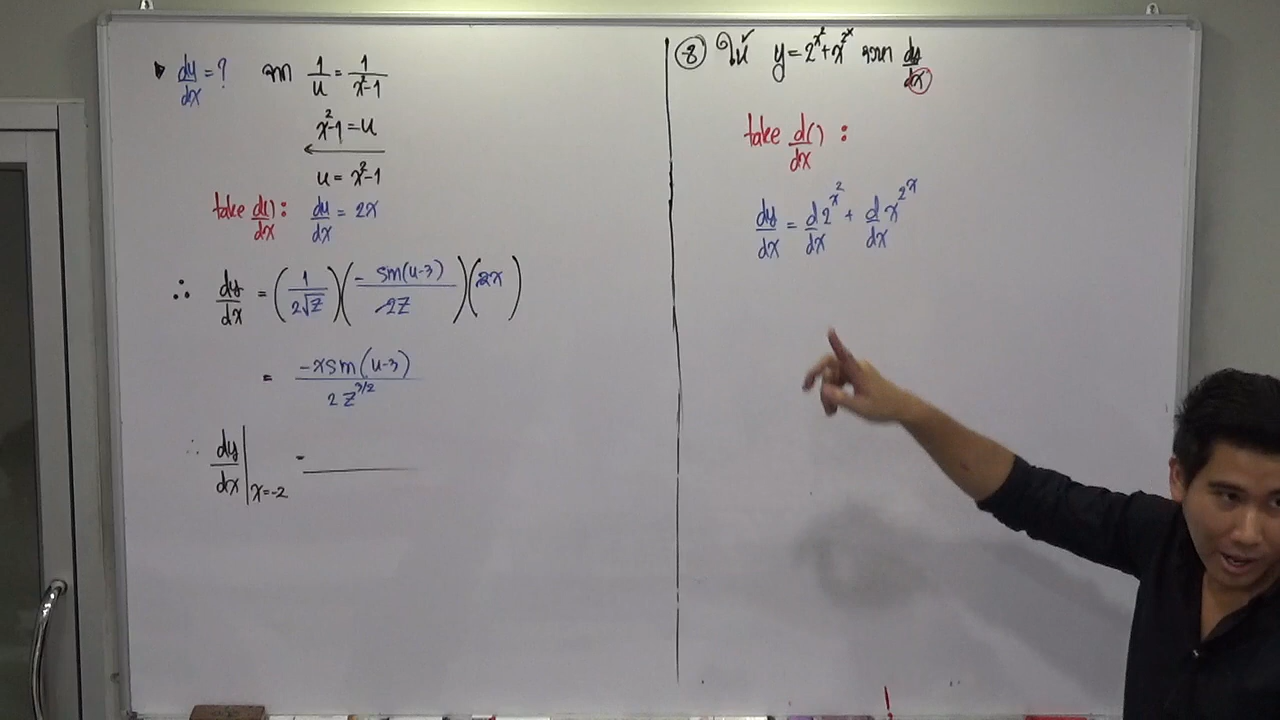 du/dx = ? จาก 1/u = 1/(x²-1)
x²-1 = u
u = x²-1
take d()/dx : du/dx = 2x
∴ dy/dx = (1/(2√z)) (- sin(u-3)/(2z)) (2x)
= -x sin(u-3)/(2 z^(3/2))
∴ dy/dx |x=-2 =
8 ให้ y = 2^(x²) + x^(2^x) จงหา dy/dx
take d()/dx :
dy/dx = d/dx 2^(x²) + d/dx x^(2^x)